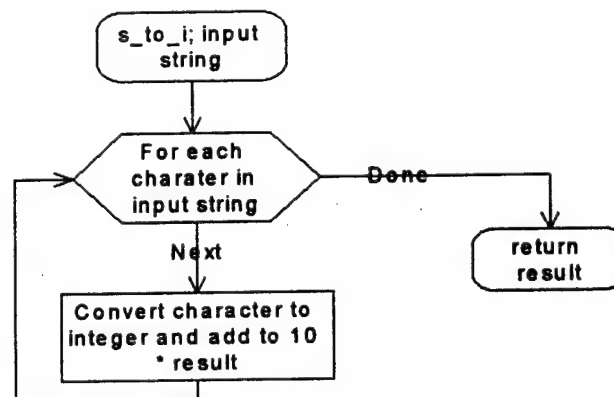 s_to_i; input
string
For each
charater in
input string
Done
return
result
Next
Convert character to
integer and add to 10
* result